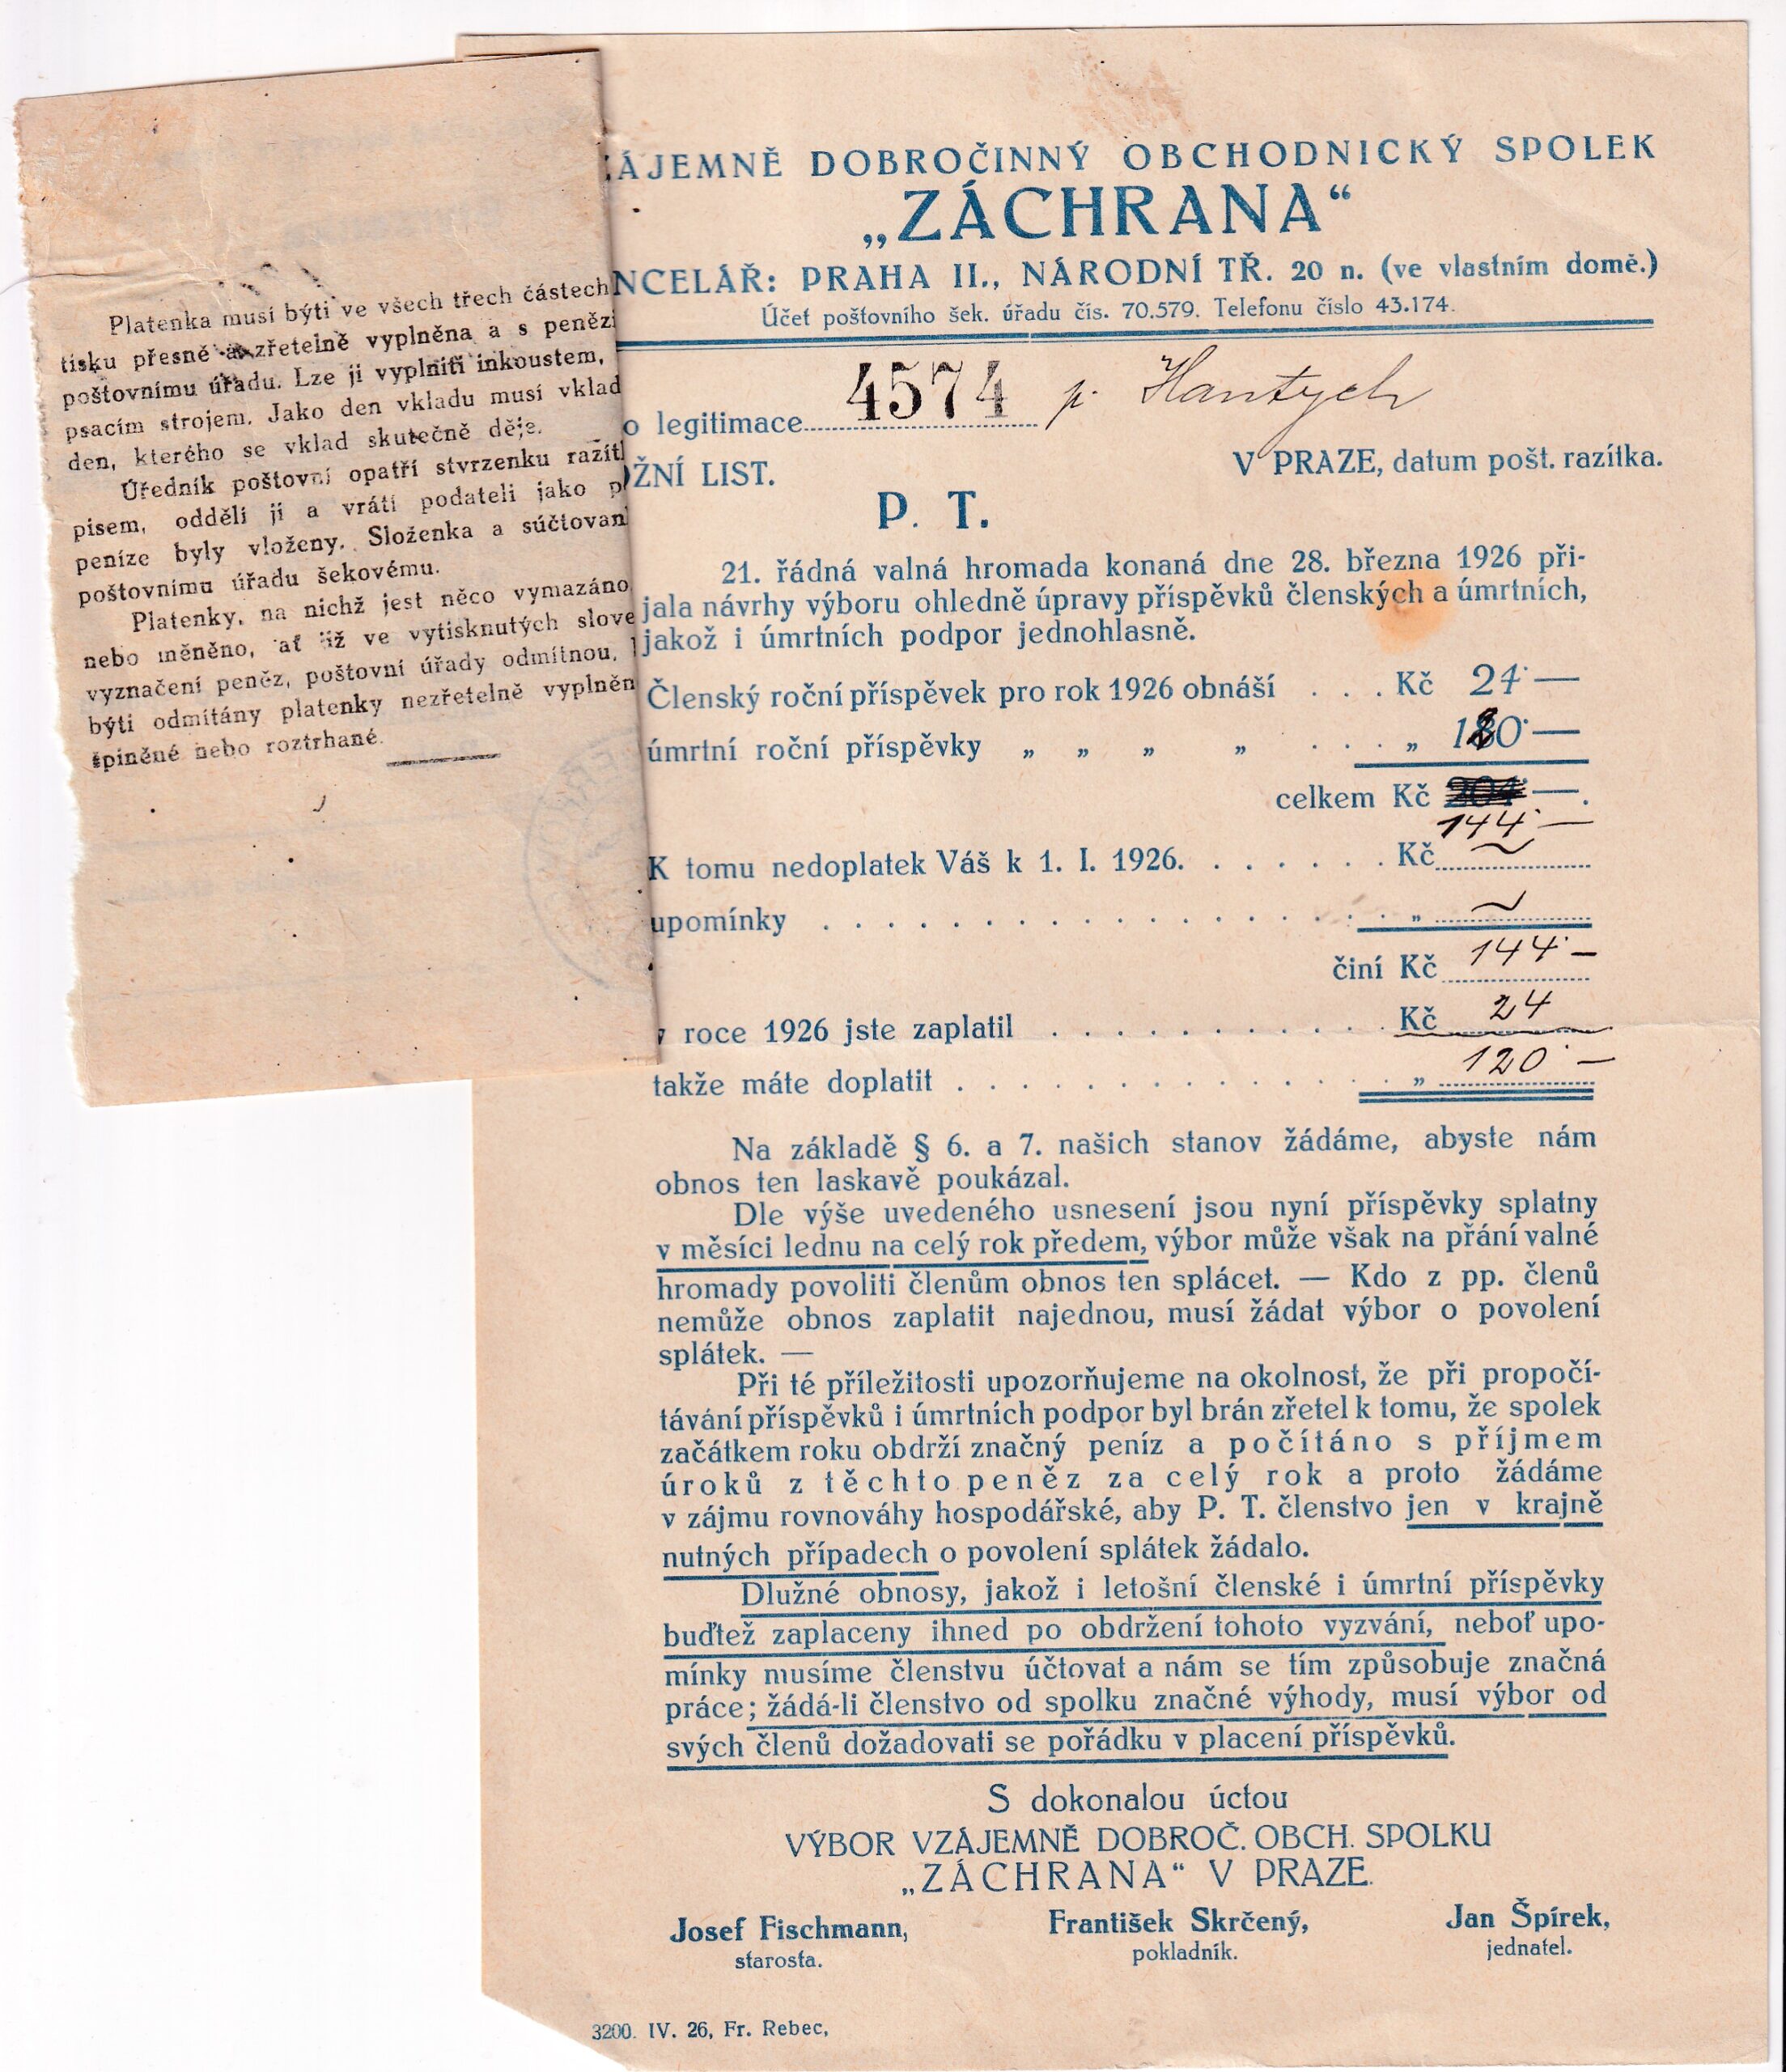 Platenka musí býti ve všech třech částech
tisku přesně a zřetelně vyplněna a s penězi
poštovnímu úřadu. Lze ji vyplniti inkoustem,
psacím strojem. Jako den vkladu musí vklad
den, kterého se vklad skutečně děje.
Úředník poštovní opatří stvrzenku razítk
pisem, oddělí ji a vrátí podateli jako p
peníze byly vloženy. Složenka a súčtovan
poštovnímu úřadu šekovému.
Platenky, na nichž jest něco vymazáno,
nebo měněno, ať již ve vytisknutých slove
vyznačení peněz, poštovní úřady odmítnou,
býti odmítány platenky nezřetelně vyplněn
špiněné nebo roztrhané.
ZÁJEMNĚ DOBROČINNÝ OBCHODNICKÝ SPOLEK
„ZÁCHRANA“
NCELÁŘ: PRAHA II., NÁRODNÍ TŘ. 20 n. (ve vlastním domě.)
Účet poštovního šek. úřadu čís. 70.579. Telefonu číslo 43.174.
o legitimace 4574 p. Hantych
OŽNÍ LIST.
V PRAZE, datum pošt. razítka.
P. T.
21. řádná valná hromada konaná dne 28. března 1926 při-
jala návrhy výboru ohledně úpravy příspěvků členských a úmrtních,
jakož i úmrtních podpor jednohlasně.
Členský roční příspěvek pro rok 1926 obnáší . . . Kč 24·—
úmrtní roční příspěvky „ „ „ „ . . . „ 120·—
celkem Kč 204·—.
144·—
K tomu nedoplatek Váš k 1. I. 1926. . . . . . . Kč ~
upomínky . . . . . . . . . . . . . . . . . „ ~
činí Kč 144·—
v roce 1926 jste zaplatil . . . . . . . . . . . Kč 24
takže máte doplatit . . . . . . . . . . . . . „ 120·—
Na základě § 6. a 7. našich stanov žádáme, abyste nám
obnos ten laskavě poukázal.
Dle výše uvedeného usnesení jsou nyní příspěvky splatny
v měsíci lednu na celý rok předem, výbor může však na přání valné
hromady povoliti členům obnos ten splácet. — Kdo z pp. členů
nemůže obnos zaplatit najednou, musí žádat výbor o povolení
splátek. —
Při té příležitosti upozorňujeme na okolnost, že při propočí-
távání příspěvků i úmrtních podpor byl brán zřetel k tomu, že spolek
začátkem roku obdrží značný peníz a počítáno s příjmem
úroků z těchto peněz za celý rok a proto žádáme
v zájmu rovnováhy hospodářské, aby P. T. členstvo jen v krajně
nutných případech o povolení splátek žádalo.
Dlužné obnosy, jakož i letošní členské i úmrtní příspěvky
buďtež zaplaceny ihned po obdržení tohoto vyzvání, neboť upo-
mínky musíme členstvu účtovat a nám se tím způsobuje značná
práce; žádá-li členstvo od spolku značné výhody, musí výbor od
svých členů dožadovati se pořádku v placení příspěvků.
S dokonalou úctou
VÝBOR VZÁJEMNĚ DOBROČ. OBCH. SPOLKU
„ZÁCHRANA“ V PRAZE.
Josef Fischmann, František Skrčený, Jan Špírek,
starosta. pokladník. jednatel.
3200. IV. 26, Fr. Rebec,